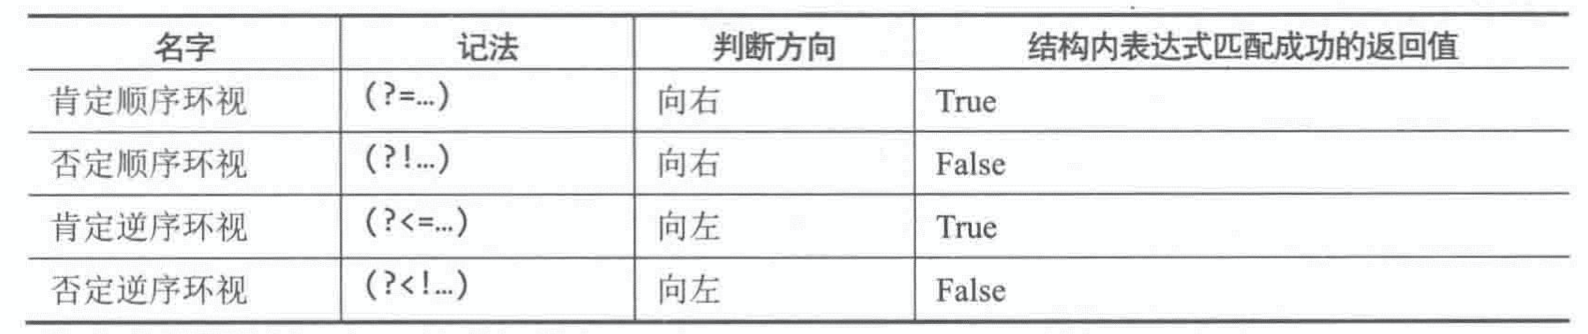 名字 记法 判断方向 结构内表达式匹配成功的返回值
肯定顺序环视 (?=…) 向右 True
否定顺序环视 (?!…) 向右 False
肯定逆序环视 (?<=…) 向左 True
否定逆序环视 (?<!…) 向左 False